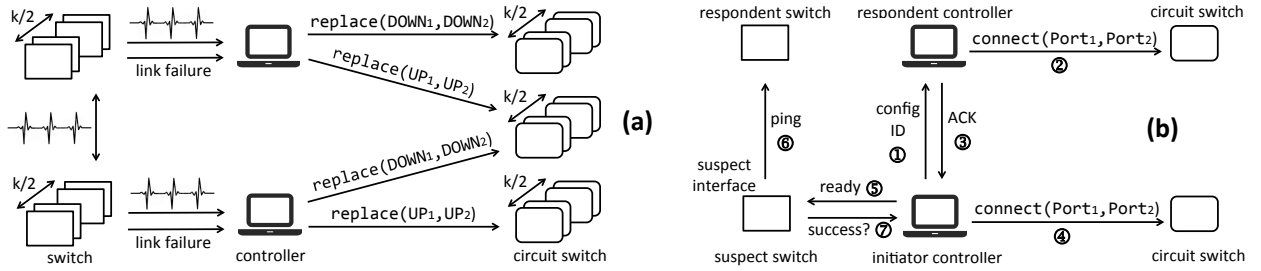 k/2
link failure
replace(DOWN₁,DOWN₂)
k/2
replace(UP₁,UP₂)
k/2
(a)
k/2
link failure
replace(DOWN₁,DOWN₂)
replace(UP₁,UP₂)
k/2
switch
controller
circuit switch
respondent switch
respondent controller
circuit switch
connect(Port₁,Port₂)
②
ping
⑥
config
ID
①
ACK
③
(b)
suspect
interface
ready ⑤
success? ⑦
connect(Port₁,Port₂)
④
suspect switch
initiator controller
circuit switch